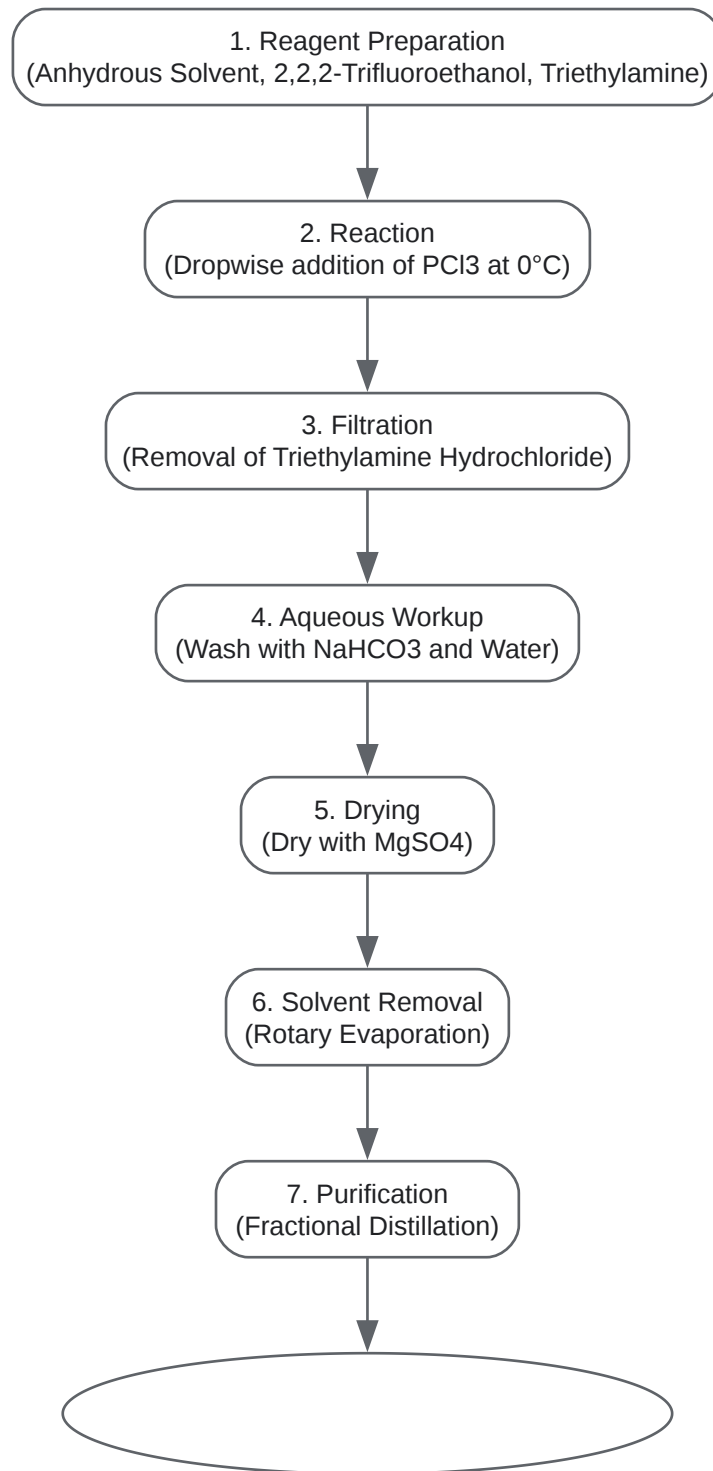 1. Reagent Preparation
(Anhydrous Solvent, 2,2,2-Trifluoroethanol, Triethylamine)
2. Reaction
(Dropwise addition of PCl3 at 0°C)
3. Filtration
(Removal of Triethylamine Hydrochloride)
4. Aqueous Workup
(Wash with NaHCO3 and Water)
5. Drying
(Dry with MgSO4)
6. Solvent Removal
(Rotary Evaporation)
7. Purification
(Fractional Distillation)